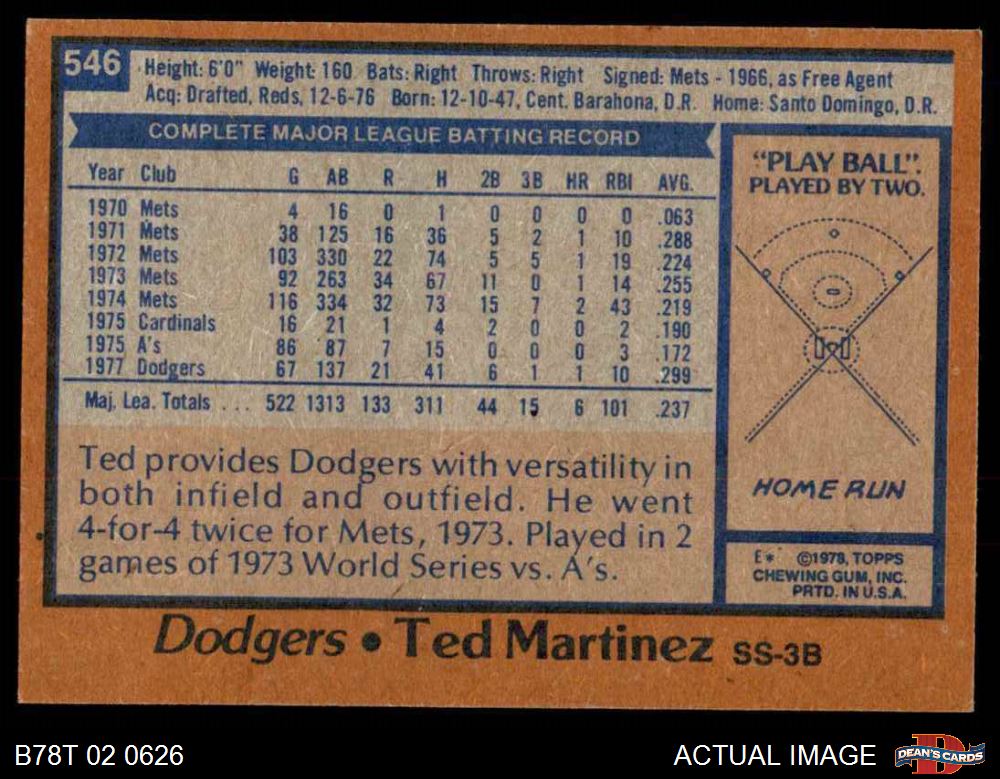 546
Height: 6'0" Weight: 160 Bats: Right Throws: Right Signed: Mets - 1966, as Free Agent
Acq: Drafted, Reds, 12-6-76 Born: 12-10-47, Cent. Barahona, D.R. Home: Santo Domingo, D.R.
COMPLETE MAJOR LEAGUE BATTING RECORD
Year Club G AB R H 2B 3B HR RBI AVG.
1970 Mets 4 16 0 1 0 0 0 0 .063
1971 Mets 38 125 16 36 5 2 1 10 .288
1972 Mets 103 330 22 74 5 5 1 19 .224
1973 Mets 92 263 34 67 11 0 1 14 .255
1974 Mets 116 334 32 73 15 7 2 43 .219
1975 Cardinals 16 21 1 4 2 0 0 2 .190
1975 A's 86 87 7 15 0 0 0 3 .172
1977 Dodgers 67 137 21 41 6 1 1 10 .299
Maj. Lea. Totals ... 522 1313 133 311 44 15 6 101 .237
Ted provides Dodgers with versatility in
both infield and outfield. He went
4-for-4 twice for Mets, 1973. Played in 2
games of 1973 World Series vs. A's.
"PLAY BALL".
PLAYED BY TWO.
HOME RUN
E* ©1978, TOPPS
CHEWING GUM, INC.
PRTD. IN U.S.A.
Dodgers • Ted Martinez SS-3B
B78T 02 0626
ACTUAL IMAGE
D
DEAN'S CARDS